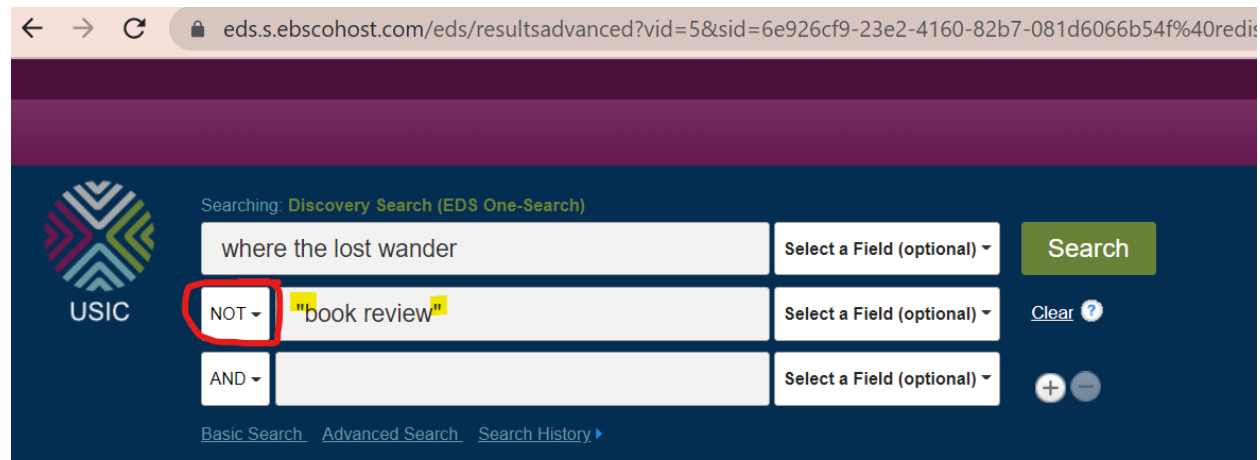 eds.s.ebscohost.com/eds/resultsadvanced?vid=5&sid=6e926cf9-23e2-4160-82b7-081d6066b54f%40redis
Searching: Discovery Search (EDS One-Search)
where the lost wander Select a Field (optional) Search
USIC
NOT "book review" Select a Field (optional) Clear ?
AND Select a Field (optional)
Basic Search Advanced Search Search History